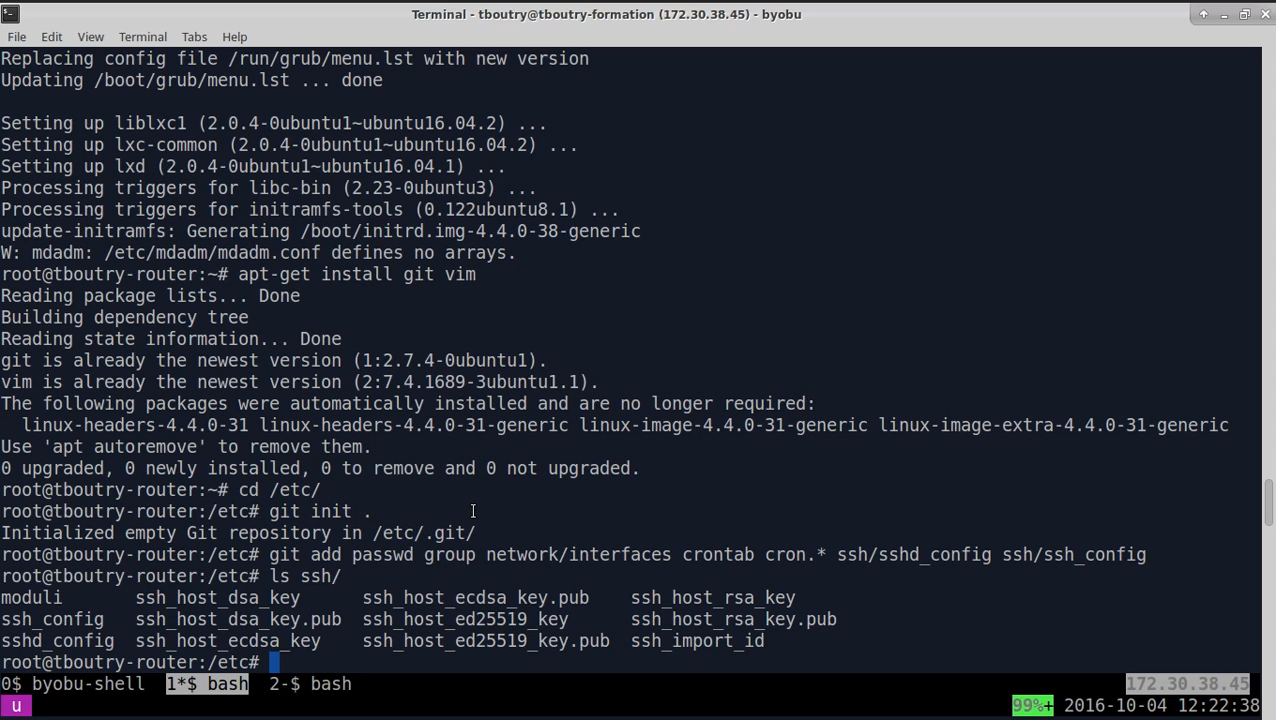 Terminal - tboutry@tboutry-formation (172.30.38.45) - byobu
File Edit View Terminal Tabs Help
Replacing config file /run/grub/menu.lst with new version
Updating /boot/grub/menu.lst ... done
Setting up liblxc1 (2.0.4-0ubuntu1~ubuntu16.04.2) ...
Setting up lxc-common (2.0.4-0ubuntu1~ubuntu16.04.2) ...
Setting up lxd (2.0.4-0ubuntu1~ubuntu16.04.1) ...
Processing triggers for libc-bin (2.23-0ubuntu3) ...
Processing triggers for initramfs-tools (0.122ubuntu8.1) ...
update-initramfs: Generating /boot/initrd.img-4.4.0-38-generic
W: mdadm: /etc/mdadm/mdadm.conf defines no arrays.
root@tboutry-router:~# apt-get install git vim
Reading package lists... Done
Building dependency tree
Reading state information... Done
git is already the newest version (1:2.7.4-0ubuntu1).
vim is already the newest version (2:7.4.1689-3ubuntu1.1).
The following packages were automatically installed and are no longer required:
  linux-headers-4.4.0-31 linux-headers-4.4.0-31-generic linux-image-4.4.0-31-generic linux-image-extra-4.4.0-31-generic
Use 'apt autoremove' to remove them.
0 upgraded, 0 newly installed, 0 to remove and 0 not upgraded.
root@tboutry-router:~# cd /etc/
root@tboutry-router:/etc# git init .
Initialized empty Git repository in /etc/.git/
root@tboutry-router:/etc# git add passwd group network/interfaces crontab cron.* ssh/sshd_config ssh/ssh_config
root@tboutry-router:/etc# ls ssh/
moduli ssh_host_dsa_key ssh_host_ecdsa_key.pub ssh_host_rsa_key
ssh_config ssh_host_dsa_key.pub ssh_host_ed25519_key ssh_host_rsa_key.pub
sshd_config ssh_host_ecdsa_key ssh_host_ed25519_key.pub ssh_import_id
root@tboutry-router:/etc#
0$ byobu-shell 1*$ bash 2-$ bash 172.30.38.45
u 99%+ 2016-10-04 12:22:38